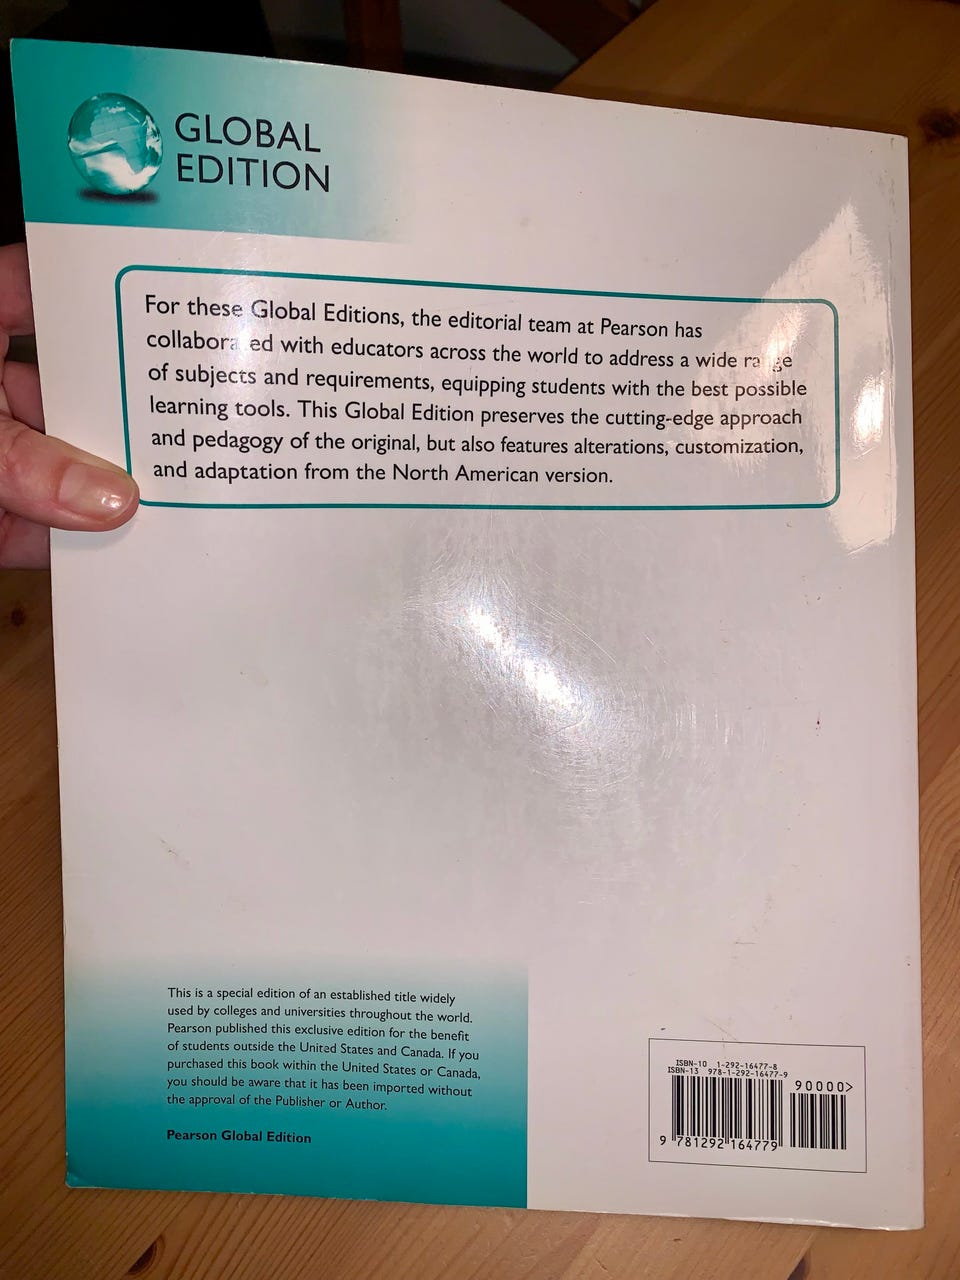 GLOBAL
EDITION
For these Global Editions, the editorial team at Pearson has
collabora ed with educators across the world to address a wide ra ge
of subjects and requirements, equipping students with the best possible
learning tools. This Global Edition preserves the cutting-edge approach
and pedagogy of the original, but also features alterations, customization,
and adaptation from the North American version.
This is a special edition of an established title widely
used by colleges and universities throughout the world.
Pearson published this exclusive edition for the benefit
of students outside the United States and Canada. If you
purchased this book within the United States or Canada,
you should be aware that it has been imported without
the approval of the Publisher or Author.
Pearson Global Edition
ISBN-10 1-292-16477-8
ISBN-13 978-1-292-16477-9
90000>
9 781292 164779